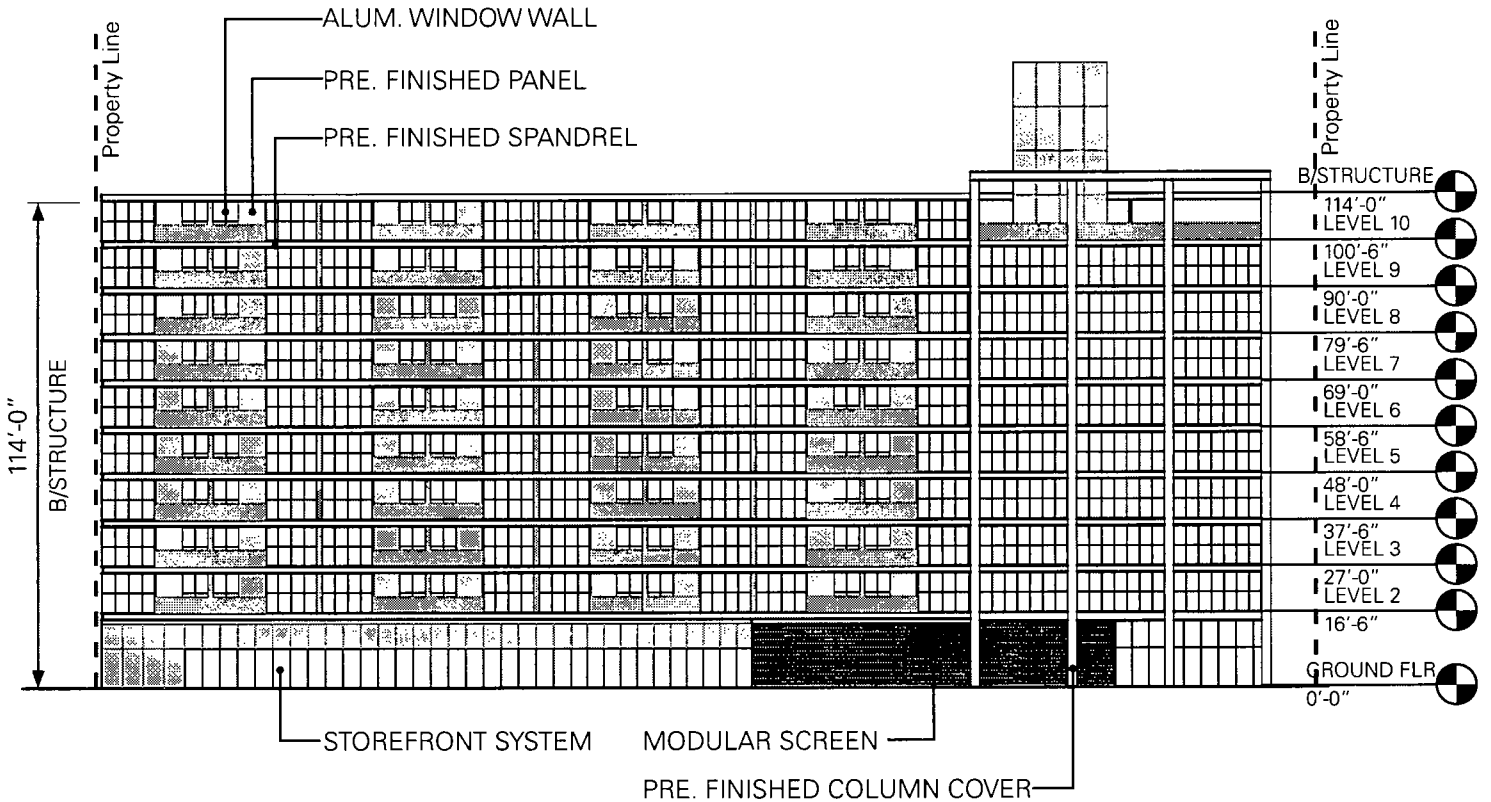 ALUM. WINDOW WALL
PRE. FINISHED PANEL
PRE. FINISHED SPANDREL
Property Line
Property Line
B/STRUCTURE
114'-0"
LEVEL 10
100'-6"
LEVEL 9
90'-0"
LEVEL 8
79'-6"
LEVEL 7
69'-0"
LEVEL 6
58'-6"
LEVEL 5
48'-0"
LEVEL 4
37'-6"
LEVEL 3
27'-0"
LEVEL 2
16'-6"
GROUND FLR
0'-0"
114'-0"
B/STRUCTURE
STOREFRONT SYSTEM
MODULAR SCREEN
PRE. FINISHED COLUMN COVER